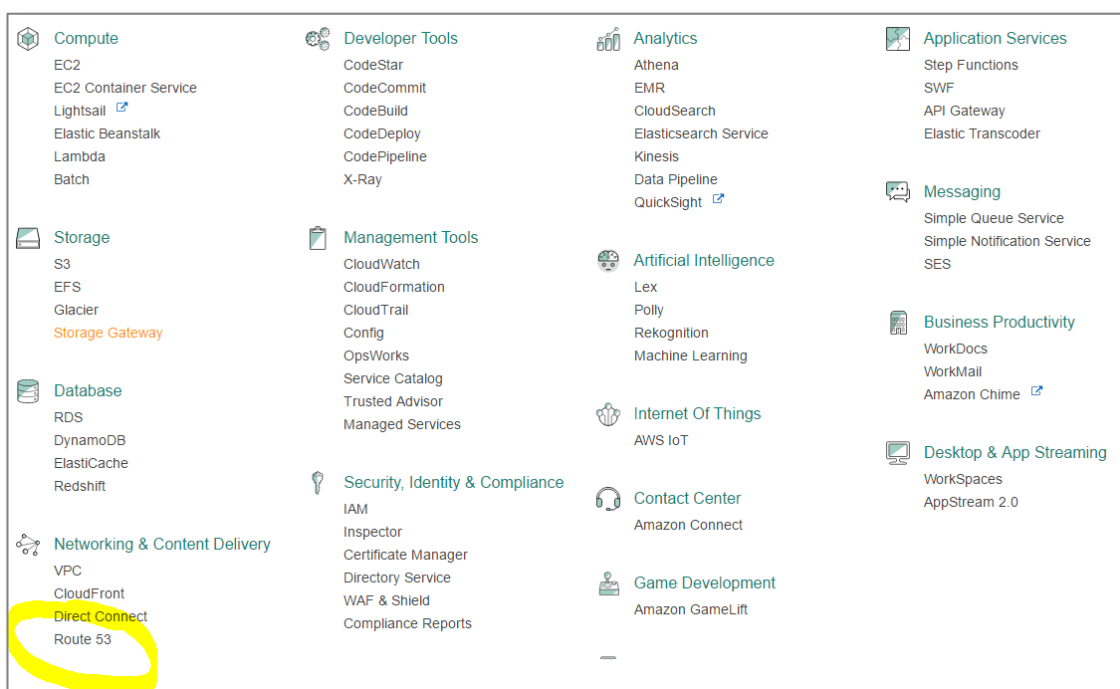 Compute
EC2
EC2 Container Service
Lightsail
Elastic Beanstalk
Lambda
Batch
Storage
S3
EFS
Glacier
Storage Gateway
Database
RDS
DynamoDB
ElastiCache
Redshift
Networking & Content Delivery
VPC
CloudFront
Direct Connect
Route 53
Developer Tools
CodeStar
CodeCommit
CodeBuild
CodeDeploy
CodePipeline
X-Ray
Management Tools
CloudWatch
CloudFormation
CloudTrail
Config
OpsWorks
Service Catalog
Trusted Advisor
Managed Services
Security, Identity & Compliance
IAM
Inspector
Certificate Manager
Directory Service
WAF & Shield
Compliance Reports
Analytics
Athena
EMR
CloudSearch
Elasticsearch Service
Kinesis
Data Pipeline
QuickSight
Artificial Intelligence
Lex
Polly
Rekognition
Machine Learning
Internet Of Things
AWS IoT
Contact Center
Amazon Connect
Game Development
Amazon GameLift
Application Services
Step Functions
SWF
API Gateway
Elastic Transcoder
Messaging
Simple Queue Service
Simple Notification Service
SES
Business Productivity
WorkDocs
WorkMail
Amazon Chime
Desktop & App Streaming
WorkSpaces
AppStream 2.0